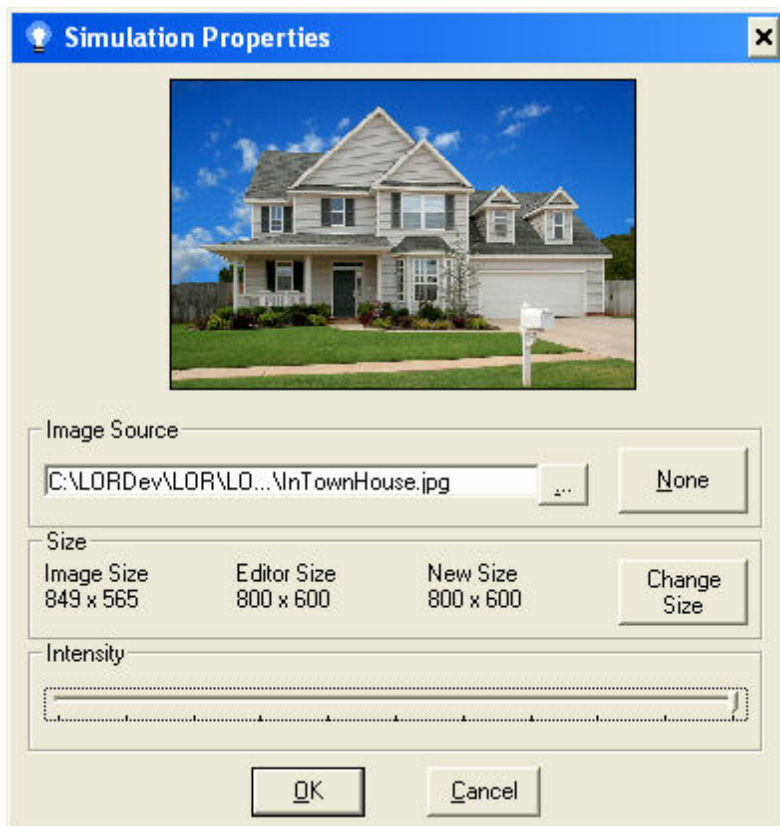 Simulation Properties
Image Source
C:\LORDev\LOR\LO...\InTownHouse.jpg
...
None
Size
Image Size Editor Size New Size
849 x 565 800 x 600 800 x 600
Change
Size
Intensity
OK Cancel